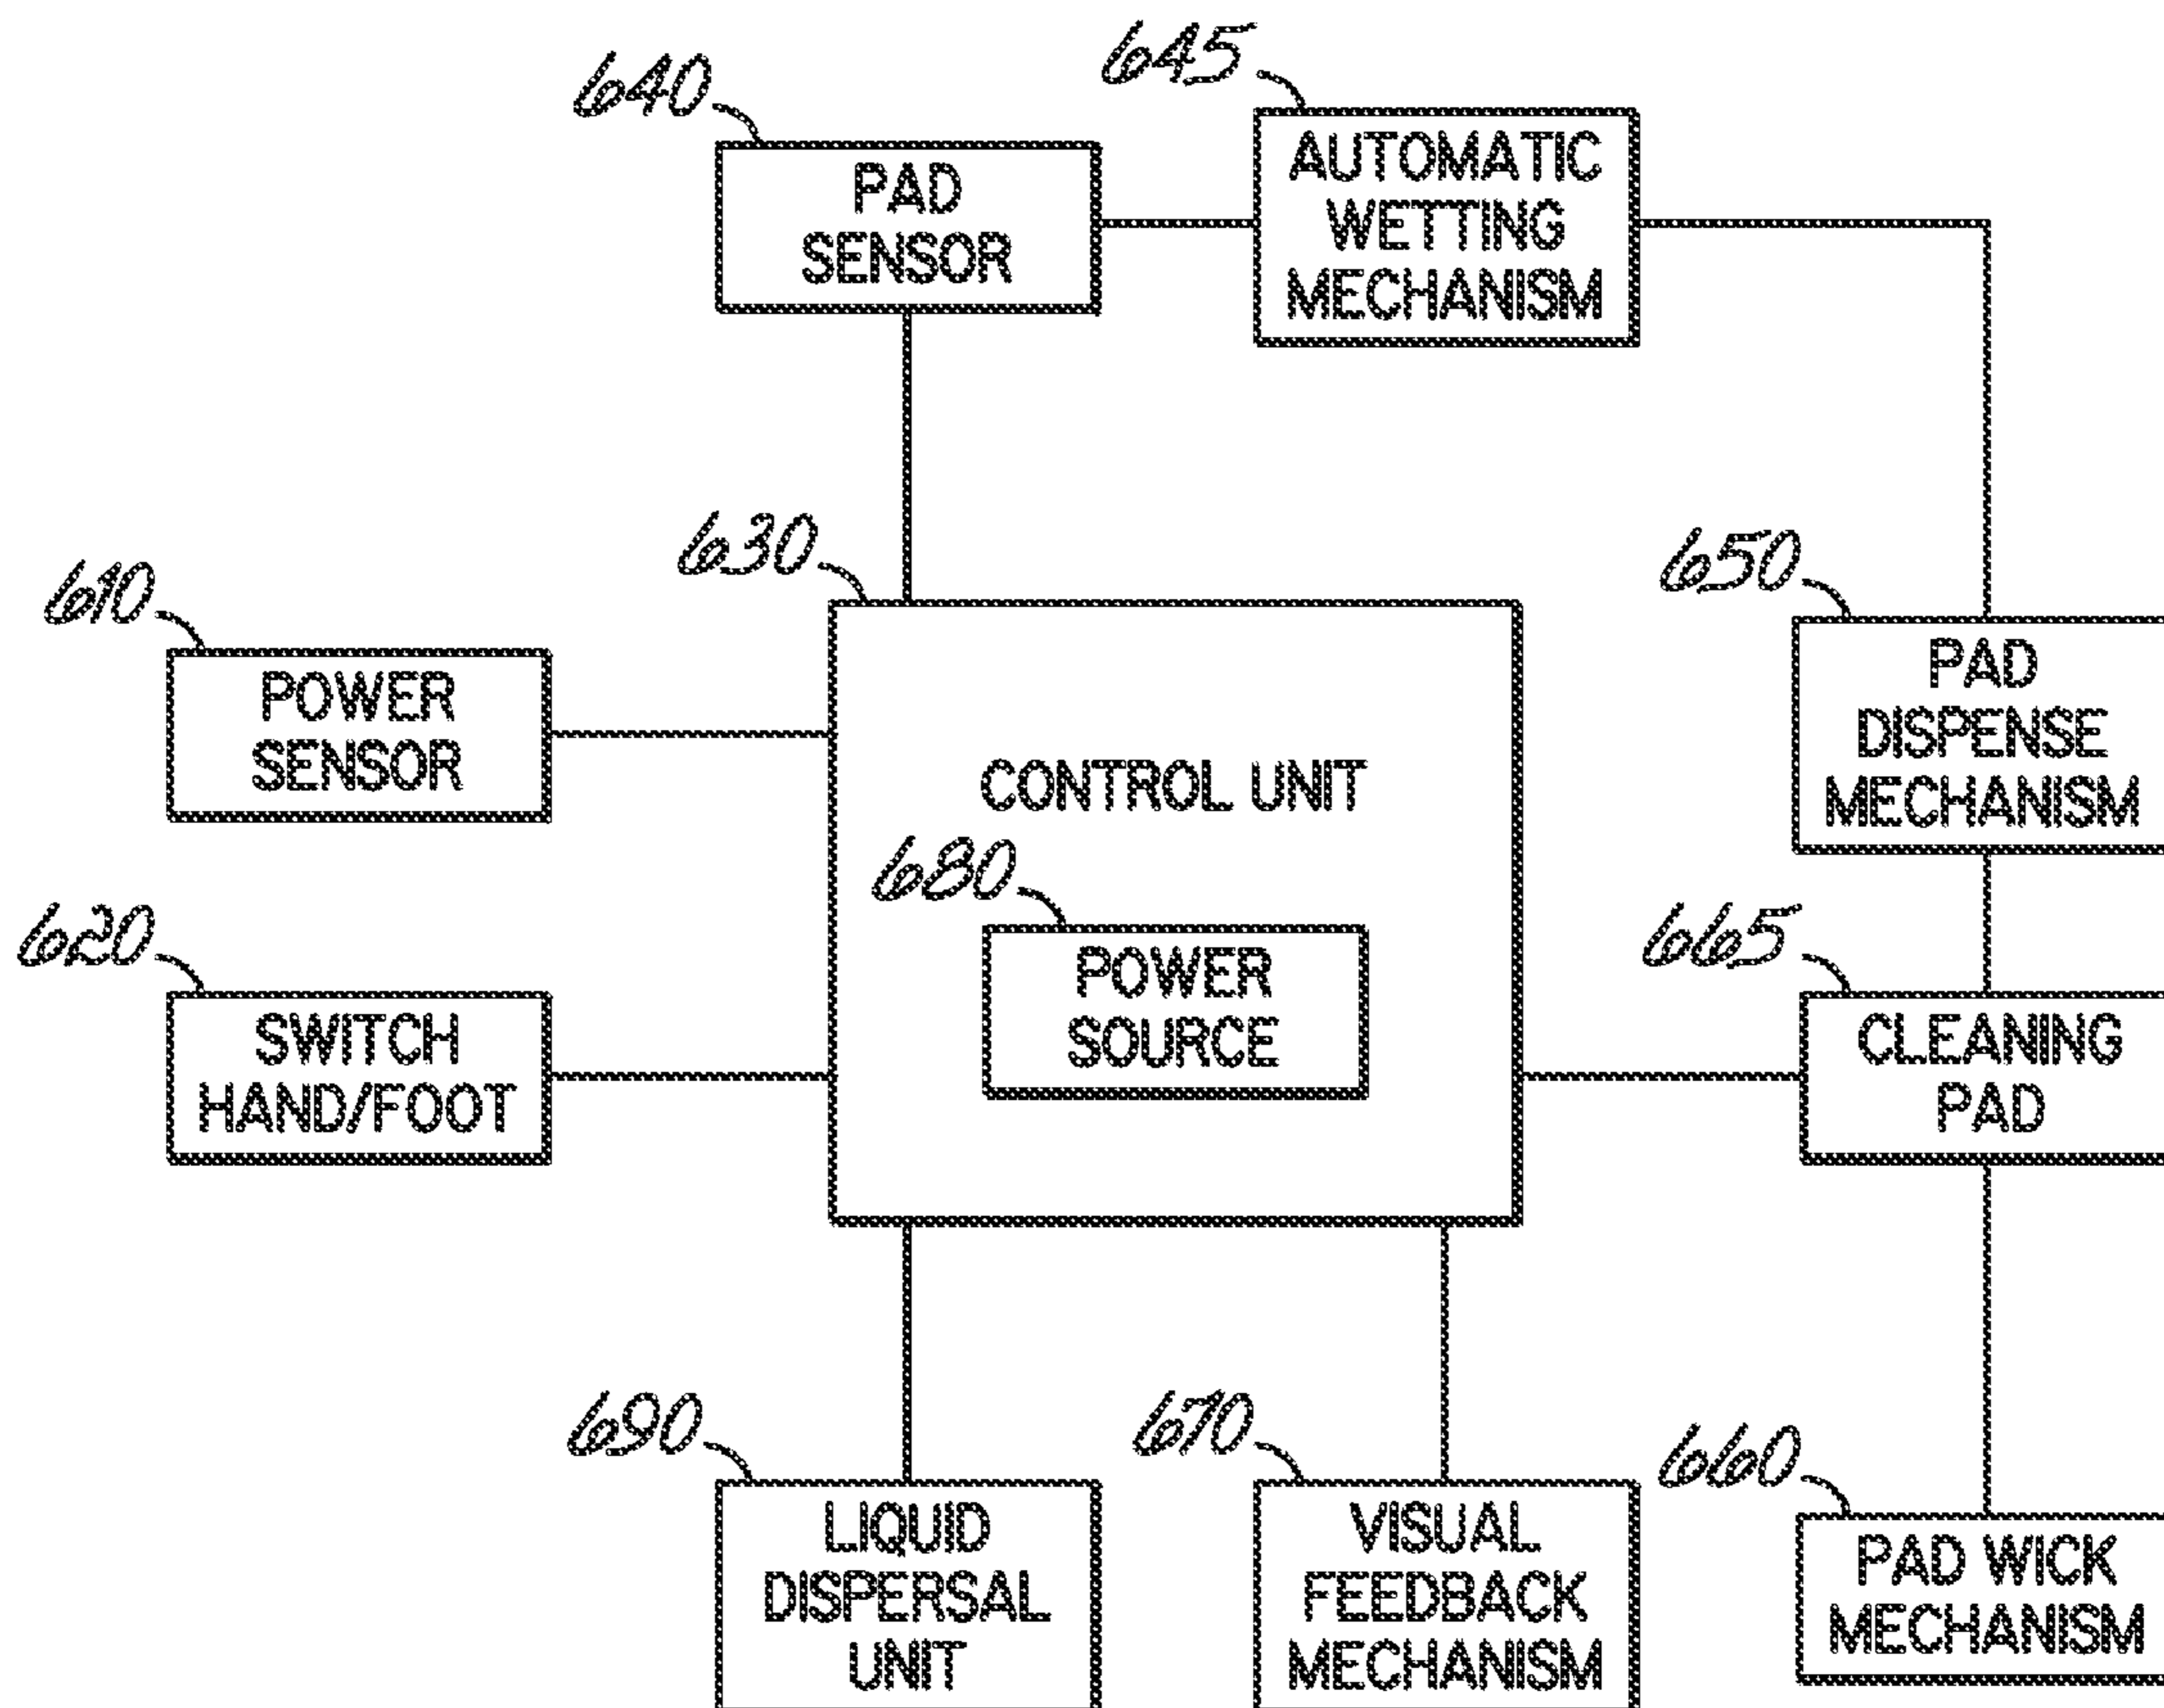 645
640
AUTOMATIC
WETTING
MECHANISM
PAD
SENSOR
630
650
610
PAD
DISPENSE
MECHANISM
POWER
SENSOR
CONTROL UNIT
680
620
665
POWER
SOURCE
SWITCH
HAND/FOOT
CLEANING
PAD
690
670
660
LIQUID
DISPERSAL
UNIT
VISUAL
FEEDBACK
MECHANISM
PAD WICK
MECHANISM